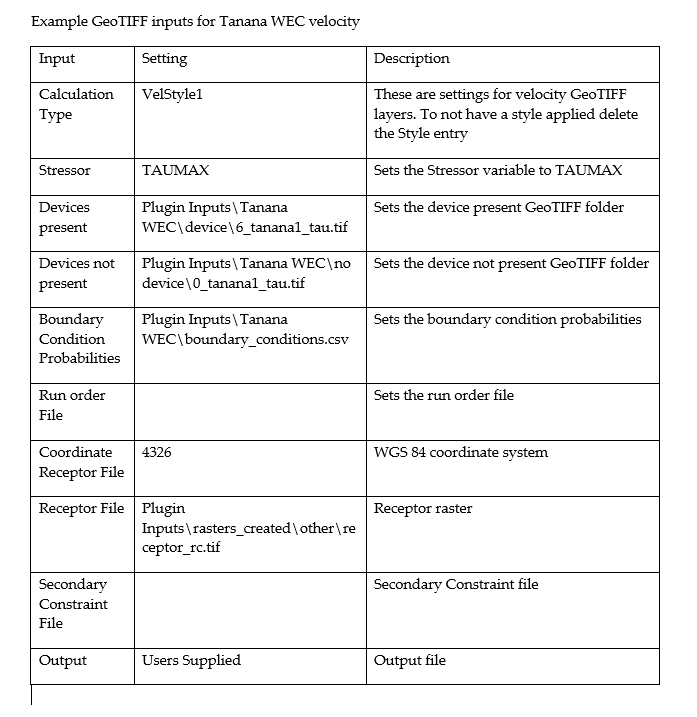 Example GeoTIFF inputs for Tanana WEC velocity
Input
Setting
Description
Calculation
Type
VelStyle1
These are settings for velocity GeoTIFF
layers. To not have a style applied delete
the Style entry
Stressor
TAUMAX
Sets the Stressor variable to TAUMAX
Devices
present
Plugin Inputs\Tanana
WEC\device\6_tanana1_tau.tif
Sets the device present GeoTIFF folder
Devices not
present
Plugin Inputs\Tanana WEC\no
device\0_tanana1_tau.tif
Sets the device not present GeoTIFF folder
Boundary
Condition
Probabilities
Plugin Inputs\Tanana
WEC\boundary_conditions.csv
Sets the boundary condition probabilities
Run order
File
Sets the run order file
Coordinate
Receptor File
4326
WGS 84 coordinate system
Receptor File
Plugin
Inputs\rasters_created\other\re
ceptor_rc.tif
Receptor raster
Secondary
Constraint
File
Secondary Constraint file
Output
Users Supplied
Output file